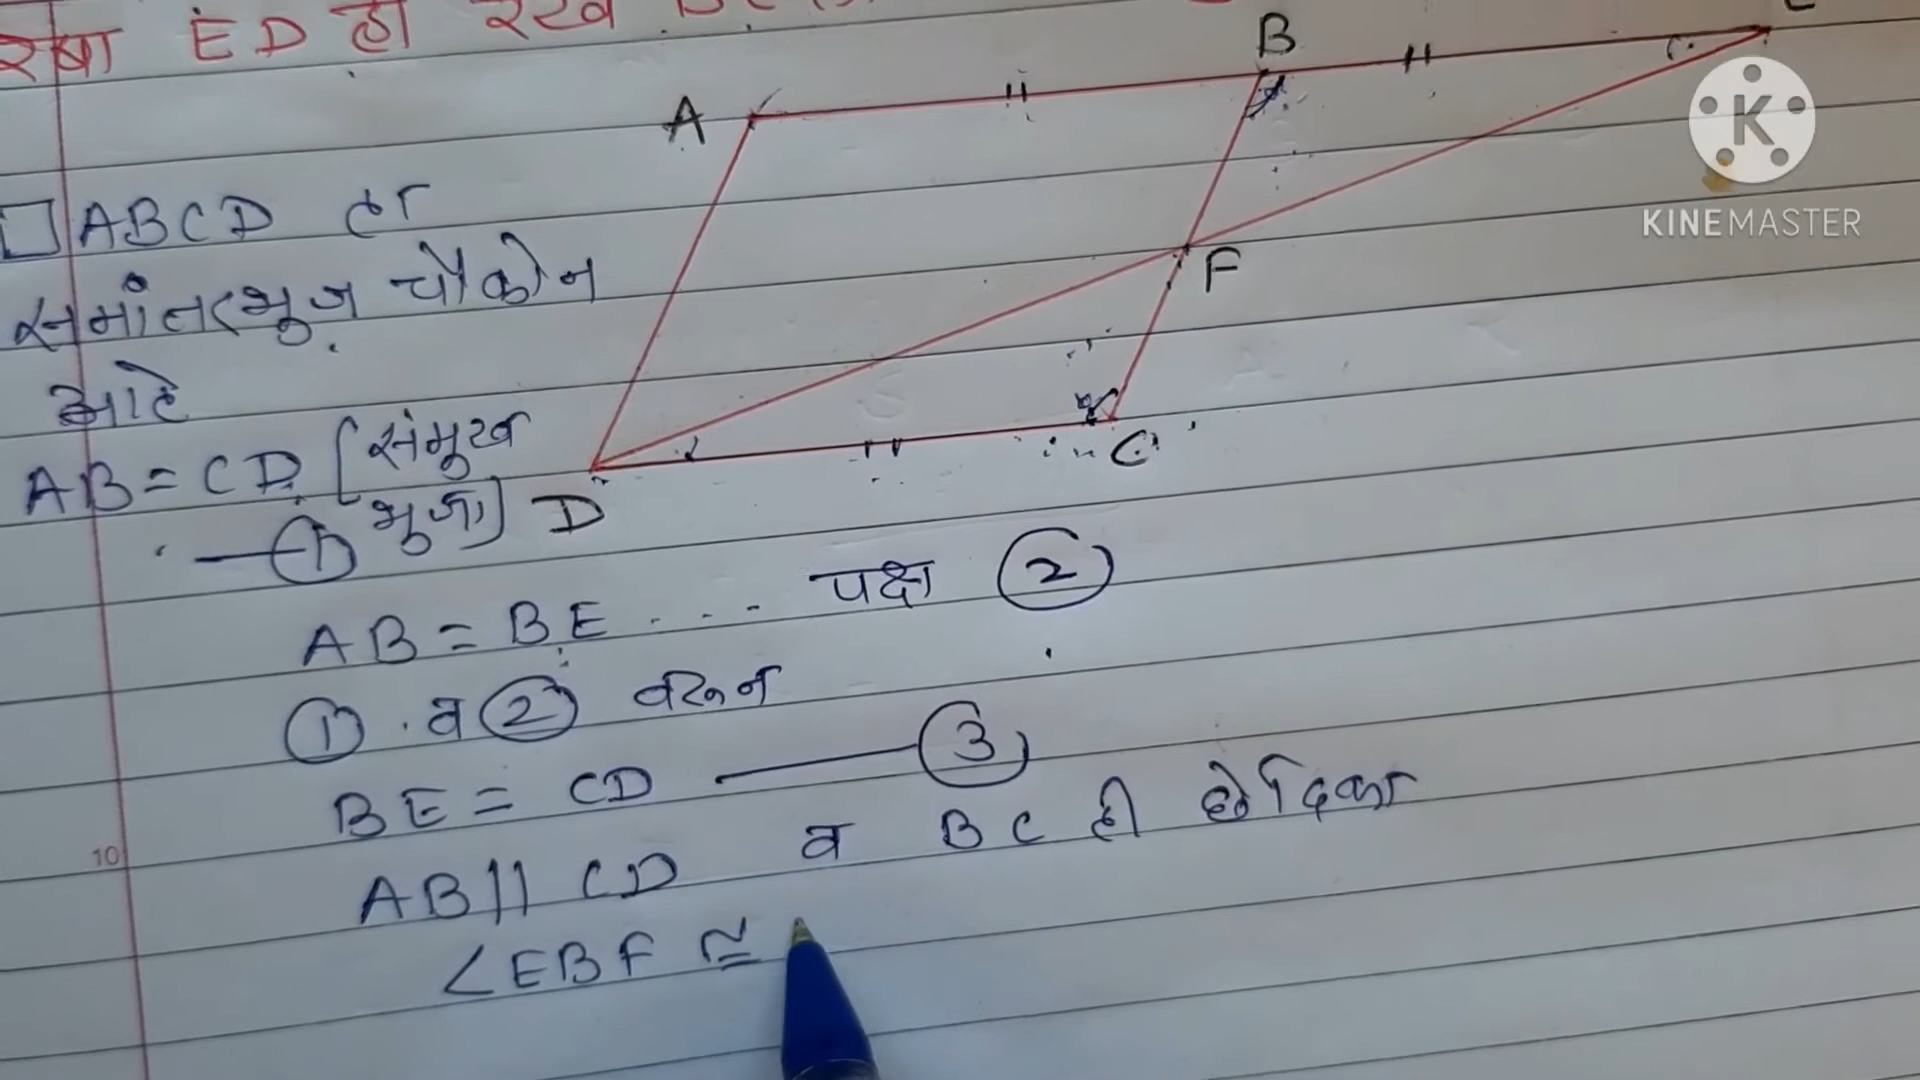 रेषा ED ही रेख
A
B
F
C
D
□ABCD हा
समांतरभुज चौकोन
आहे
AB = CD [संमुख
भुजा]
— ①
AB = BE .... पक्ष ②
① व ② वरून
BE = CD — ③
AB || CD व BC ही छेदिका
∠EBF ≅
10
K
KINEMASTER